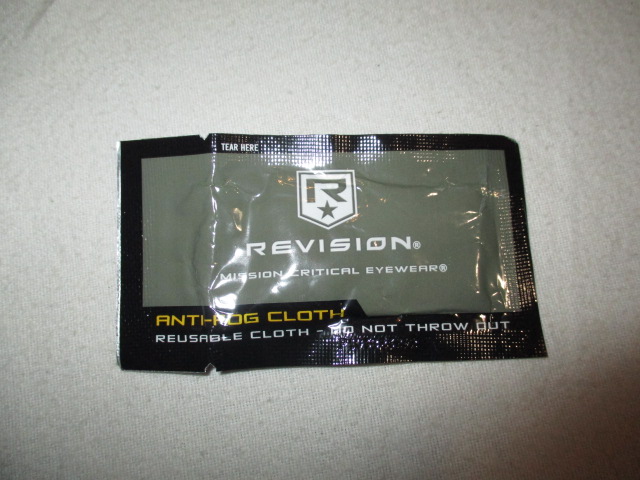 TEAR HERE
R
REVISION®
MISSION CRITICAL EYEWEAR®
ANTI-FOG CLOTH
REUSABLE CLOTH - DO NOT THROW OUT